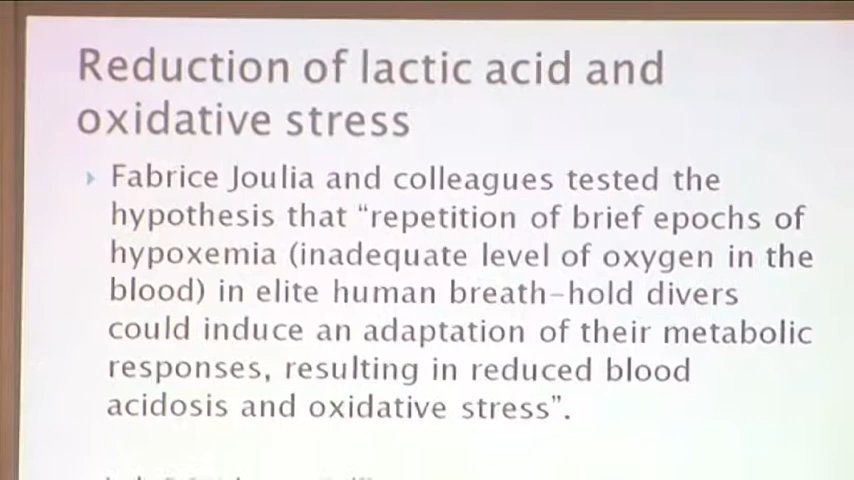 Reduction of lactic acid and
oxidative stress
Fabrice Joulia and colleagues tested the
hypothesis that “repetition of brief epochs of
hypoxemia (inadequate level of oxygen in the
blood) in elite human breath-hold divers
could induce an adaptation of their metabolic
responses, resulting in reduced blood
acidosis and oxidative stress”.